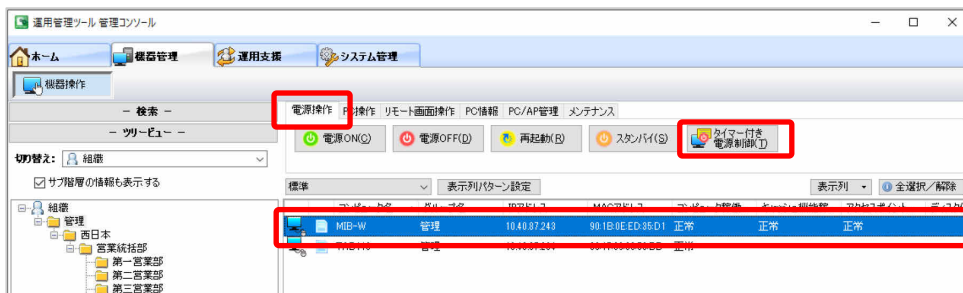 運用管理ツール 管理コンソール
ホーム 機器管理 運用支援 システム管理
機器操作
− 検索 −
− ツリービュー −
切り替え: 組織
サブ階層の情報も表示する
組織
管理
西日本
営業統括部
第一営業部
第二営業部
第三営業部
電源操作 PC操作 リモート画面操作 PC情報 PC/AP管理 メンテナンス
電源ON(C) 電源OFF(D) 再起動(R) スタンバイ(S) タイマー付き
電源制御(T)
標準 表示列パターン設定 表示列 全選択/解除
MIB-W 管理 10.40.87.243 90:1B:0E:ED:35:D1 正常 正常 正常
正常